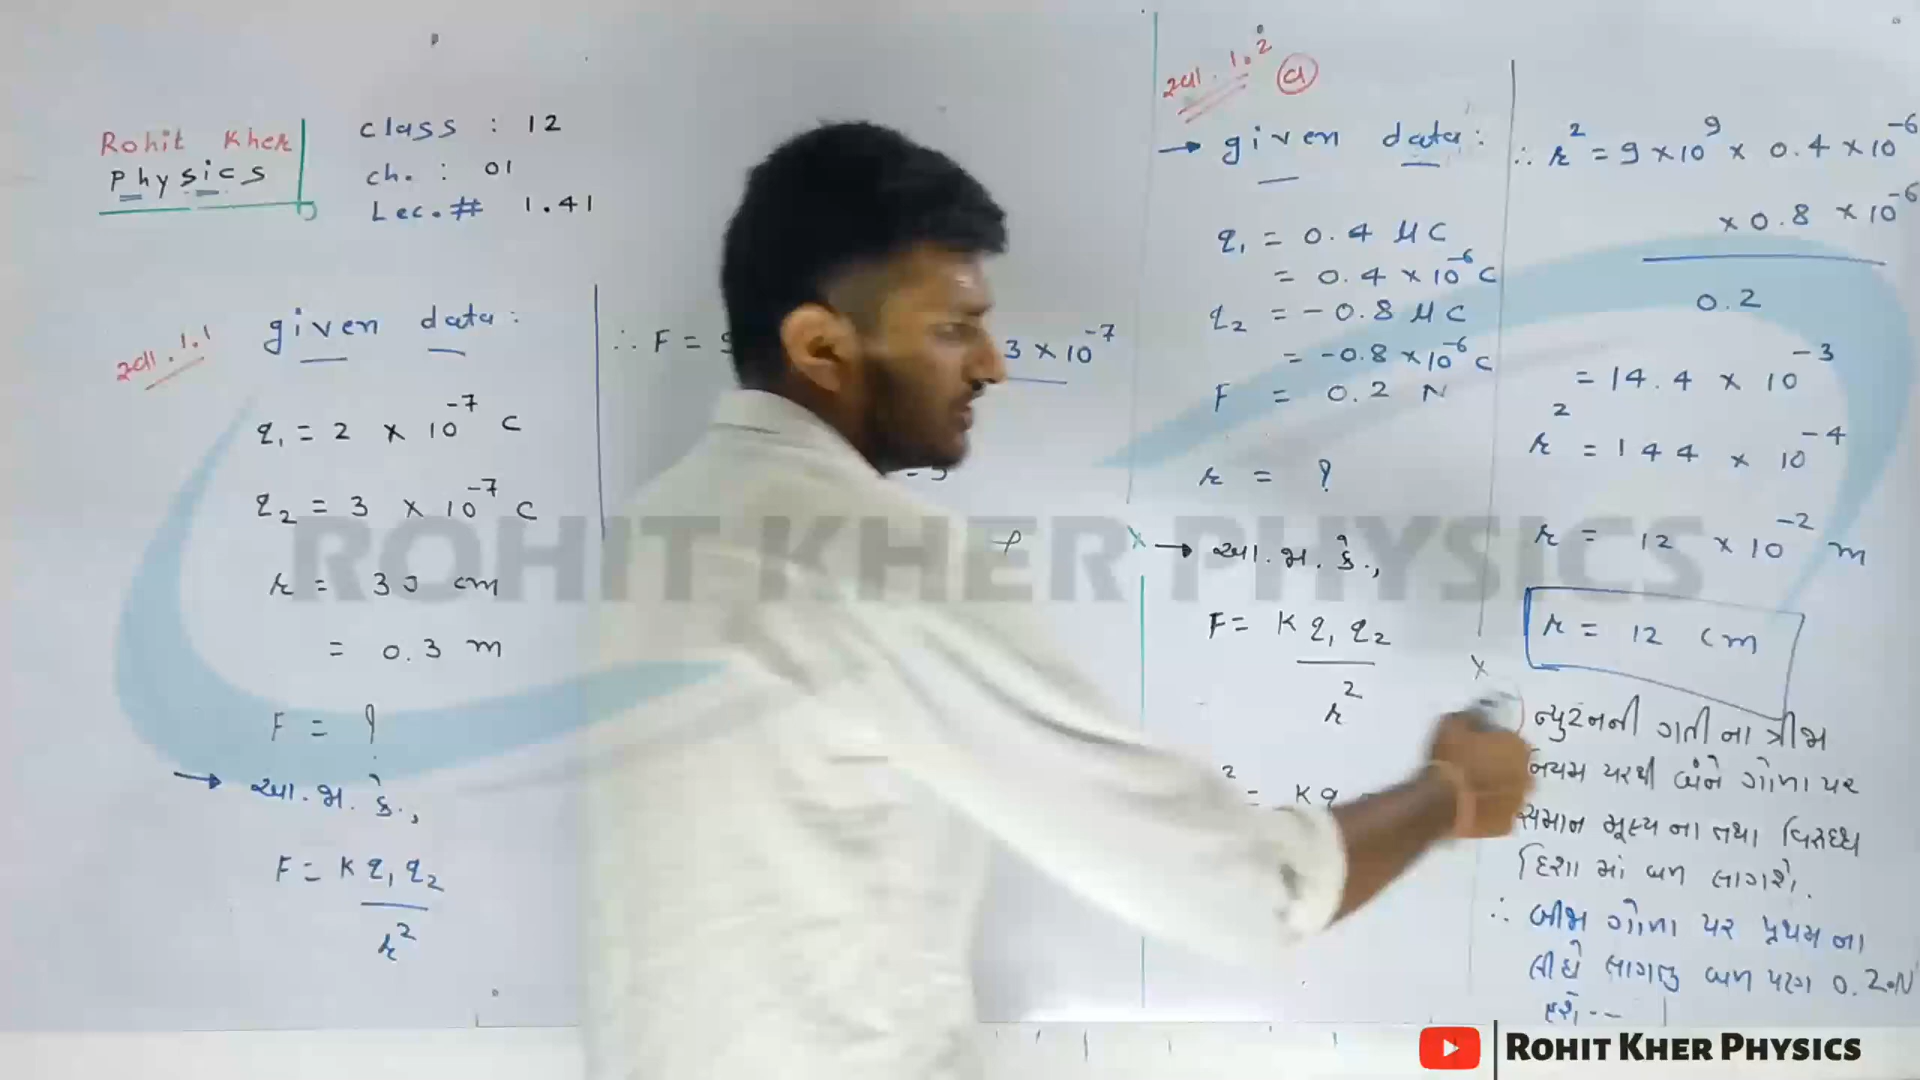 Rohit Kher
Physics
class : 12
ch. : 01
Lec.# 1.41
સ્વા.1.1
given data :
q₁ = 2 × 10⁻⁷ C
q₂ = 3 × 10⁻⁷ C
r = 30 cm
= 0.3 m
F = ?
→ આ.જ.કે.,
F = K q₁ q₂
r²
∴ F = 9
3 × 10⁻⁷
સ્વા.1.2 (a)
→ given data :
q₁ = 0.4 μC
= 0.4 × 10⁻⁶ C
q₂ = -0.8 μC
= -0.8 × 10⁻⁶ C
F = 0.2 N
r = ?
→ આ.જ.કે.,
F = K q₁ q₂
r²
² = K q
∴ r² = 9 × 10⁹ × 0.4 × 10⁻⁶
× 0.8 × 10⁻⁶
0.2
= 14.4 × 10⁻³
r² = 144 × 10⁻⁴
r = 12 × 10⁻² m
r = 12 cm
ન્યુટનની ગતીના ત્રીજા
નિયમ પરથી બંને ગોળા પર
સમાન મૂલ્ય ના તથા વિરુધ્ધ
દિશા માં બળ લાગશે.
∴ બીજા ગોળા પર પ્રથમ ના
લીધે લાગતુ બળ પણ 0.2 N
હશે.--
ROHIT KHER PHYSICS
ROHIT KHER PHYSICS